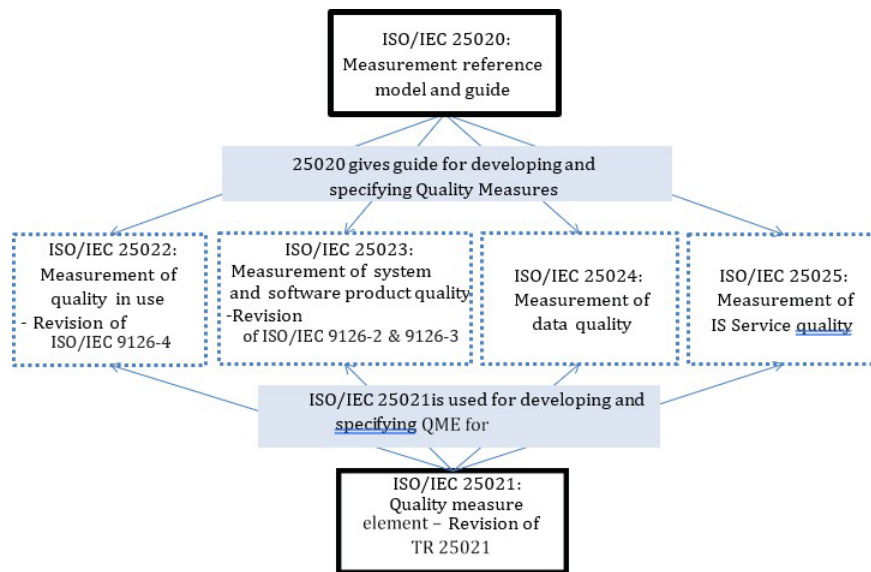 ISO/IEC 25020:
Measurement reference
model and guide
25020 gives guide for developing and
specifying Quality Measures
ISO/IEC 25022:
Measurement of
quality in use
- Revision of
ISO/IEC 9126-4
ISO/IEC 25023:
Measurement of system
and software product quality
-Revision
of ISO/IEC 9126-2 & 9126-3
ISO/IEC 25024:
Measurement of
data quality
ISO/IEC 25025:
Measurement of
IS Service quality
ISO/IEC 25021is used for developing and
specifying QME for
ISO/IEC 25021:
Quality measure
element – Revision of
TR 25021